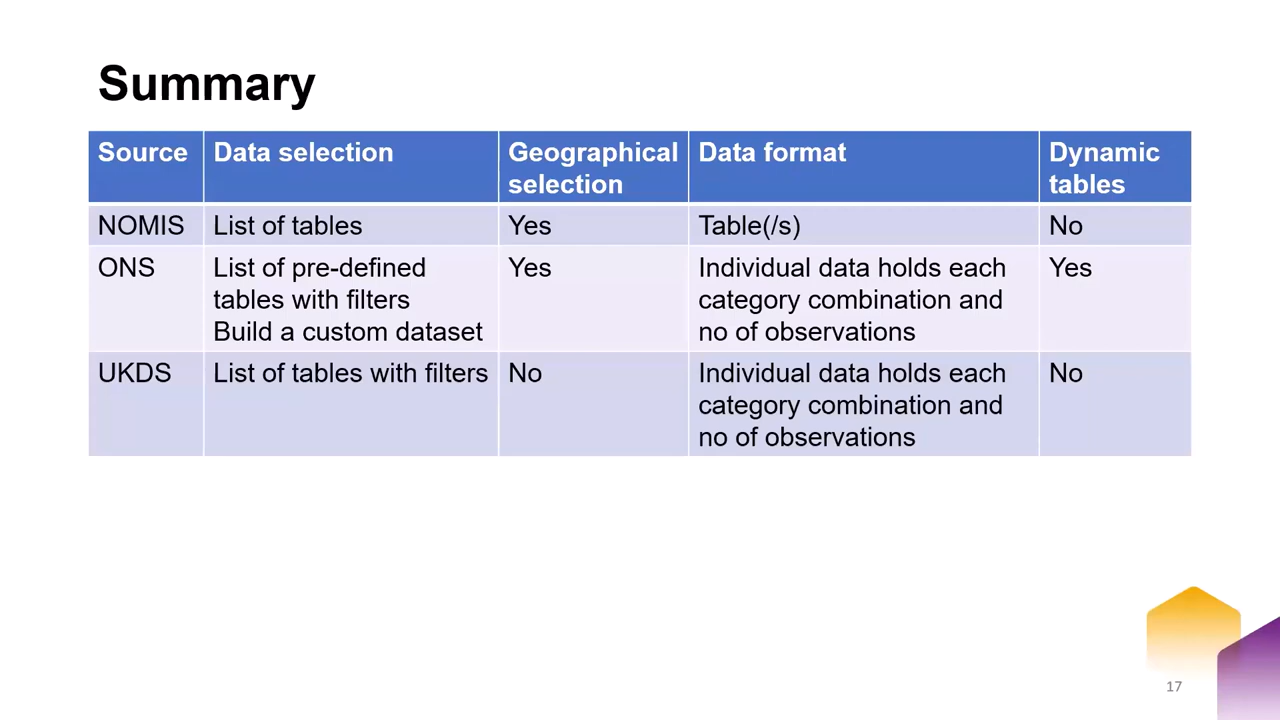 Summary
Source
Data selection
Geographical
selection
Data format
Dynamic
tables
NOMIS
List of tables
Yes
Table(/s)
No
ONS
List of pre-defined
tables with filters
Build a custom dataset
Yes
Individual data holds each
category combination and
no of observations
Yes
UKDS
List of tables with filters
No
Individual data holds each
category combination and
no of observations
No
17